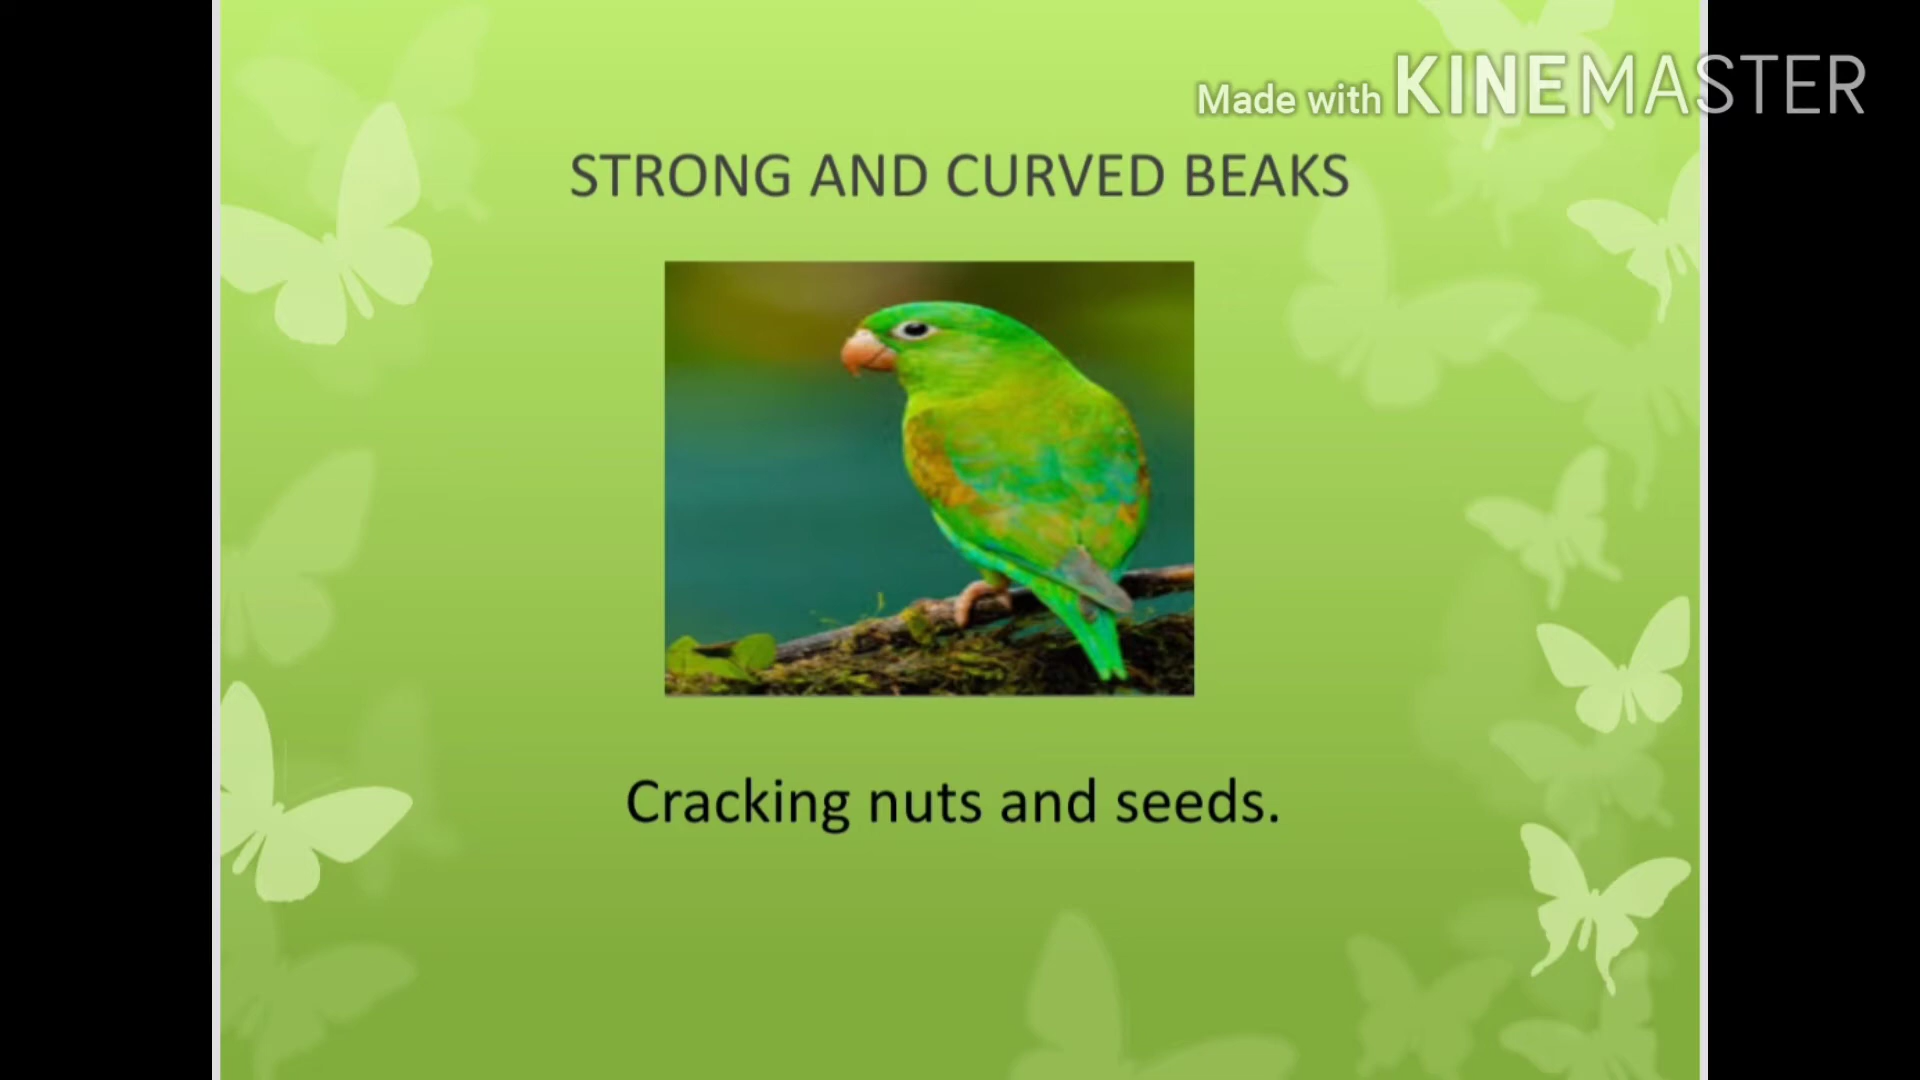 Made with KINEMASTER
STRONG AND CURVED BEAKS
Cracking nuts and seeds.